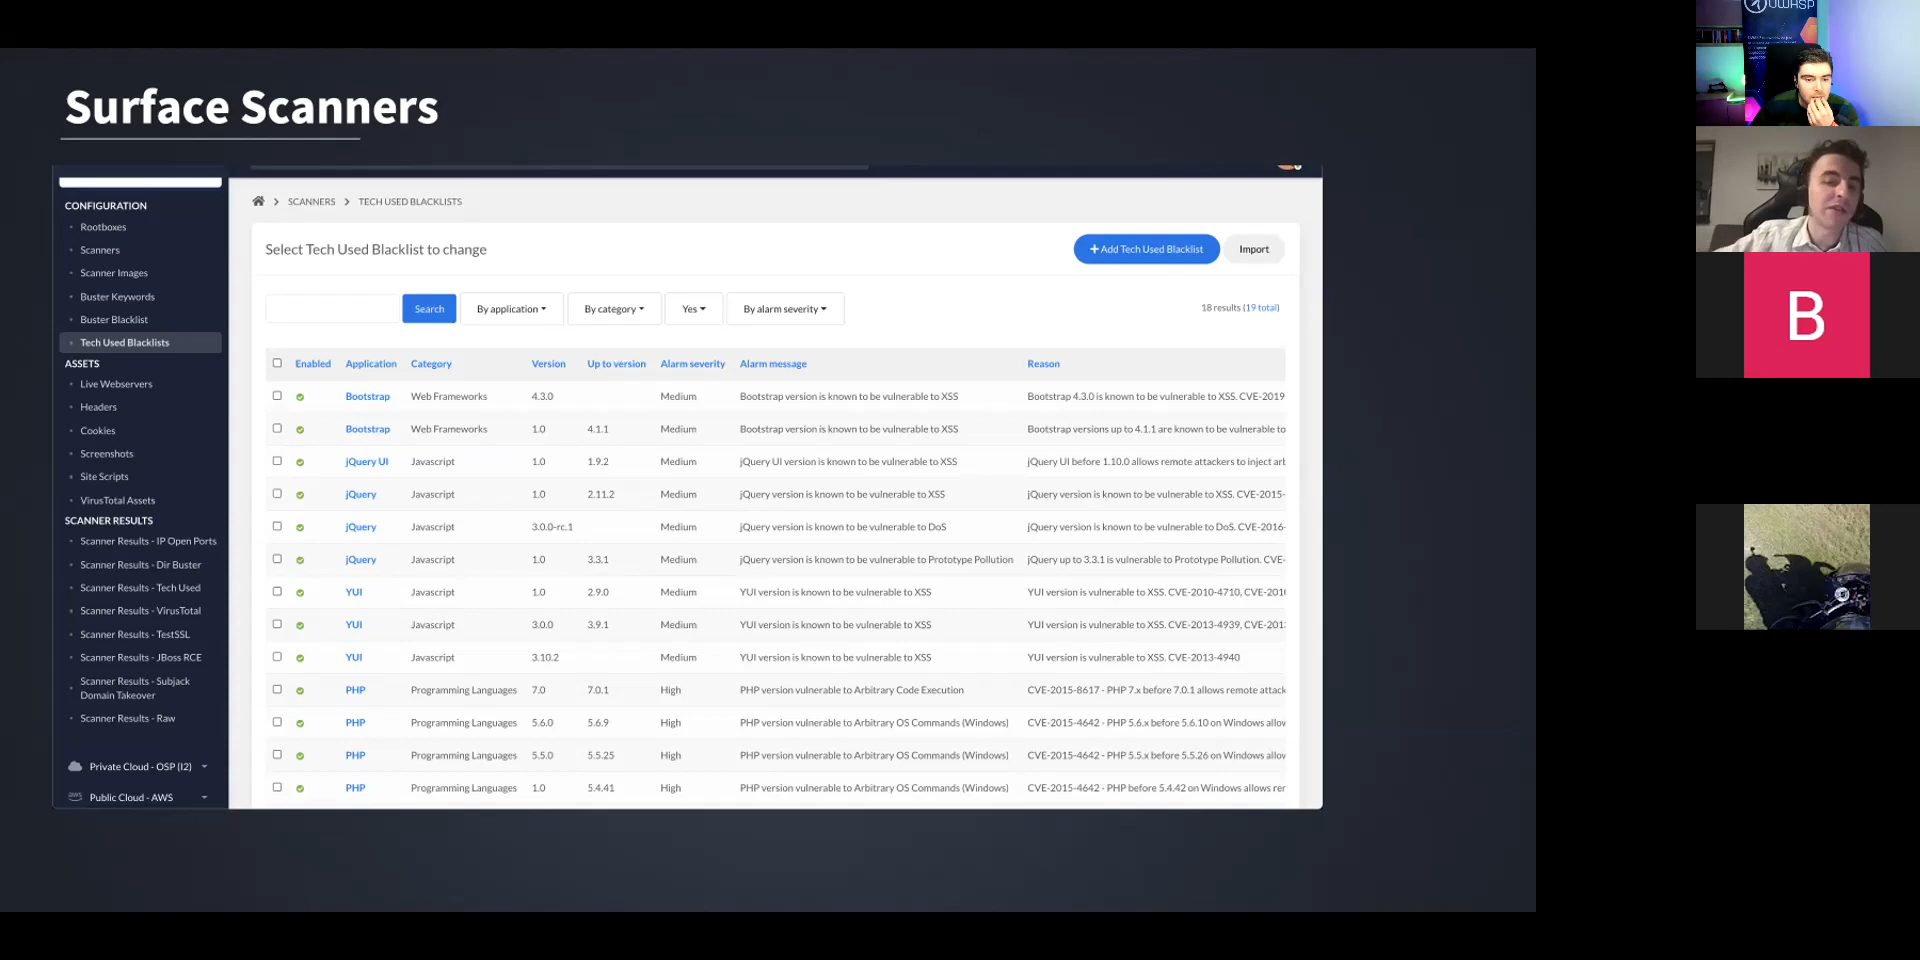 Surface Scanners
CONFIGURATION
Rootboxes
Scanners
Scanner Images
Buster Keywords
Buster Blacklist
Tech Used Blacklists
ASSETS
Live Webservers
Headers
Cookies
Screenshots
Site Scripts
VirusTotal Assets
SCANNER RESULTS
Scanner Results - IP Open Ports
Scanner Results - Dir Buster
Scanner Results - Tech Used
Scanner Results - VirusTotal
Scanner Results - TestSSL
Scanner Results - JBoss RCE
Scanner Results - Subjack
Domain Takeover
Scanner Results - Raw
Private Cloud - OSP (I2)
aws Public Cloud - AWS
SCANNERS > TECH USED BLACKLISTS
Select Tech Used Blacklist to change
+ Add Tech Used Blacklist Import
Search By application By category Yes By alarm severity 18 results (19 total)
Enabled Application Category Version Up to version Alarm severity Alarm message Reason
Bootstrap Web Frameworks 4.3.0 Medium Bootstrap version is known to be vulnerable to XSS Bootstrap 4.3.0 is known to be vulnerable to XSS. CVE-2019
Bootstrap Web Frameworks 1.0 4.1.1 Medium Bootstrap version is known to be vulnerable to XSS Bootstrap versions up to 4.1.1 are known to be vulnerable to
jQuery UI Javascript 1.0 1.9.2 Medium jQuery UI version is known to be vulnerable to XSS jQuery UI before 1.10.0 allows remote attackers to inject art
jQuery Javascript 1.0 2.11.2 Medium jQuery version is known to be vulnerable to XSS jQuery version is known to be vulnerable to XSS. CVE-2015-
jQuery Javascript 3.0.0-rc.1 Medium jQuery version is known to be vulnerable to DoS jQuery version is known to be vulnerable to DoS. CVE-2016-
jQuery Javascript 1.0 3.3.1 Medium jQuery version is known to be vulnerable to Prototype Pollution jQuery up to 3.3.1 is vulnerable to Prototype Pollution. CVE-
YUI Javascript 1.0 2.9.0 Medium YUI version is known to be vulnerable to XSS YUI version is vulnerable to XSS. CVE-2010-4710, CVE-201
YUI Javascript 3.0.0 3.9.1 Medium YUI version is known to be vulnerable to XSS YUI version is vulnerable to XSS. CVE-2013-4939, CVE-201
YUI Javascript 3.10.2 Medium YUI version is known to be vulnerable to XSS YUI version is vulnerable to XSS. CVE-2013-4940
PHP Programming Languages 7.0 7.0.1 High PHP version vulnerable to Arbitrary Code Execution CVE-2015-8617 - PHP 7.x before 7.0.1 allows remote attack
PHP Programming Languages 5.6.0 5.6.9 High PHP version vulnerable to Arbitrary OS Commands (Windows) CVE-2015-4642 - PHP 5.6.x before 5.6.10 on Windows allov
PHP Programming Languages 5.5.0 5.5.25 High PHP version vulnerable to Arbitrary OS Commands (Windows) CVE-2015-4642 - PHP 5.5.x before 5.5.26 on Windows allov
PHP Programming Languages 1.0 5.4.41 High PHP version vulnerable to Arbitrary OS Commands (Windows) CVE-2015-4642 - PHP before 5.4.42 on Windows allows rer
OWASP
B